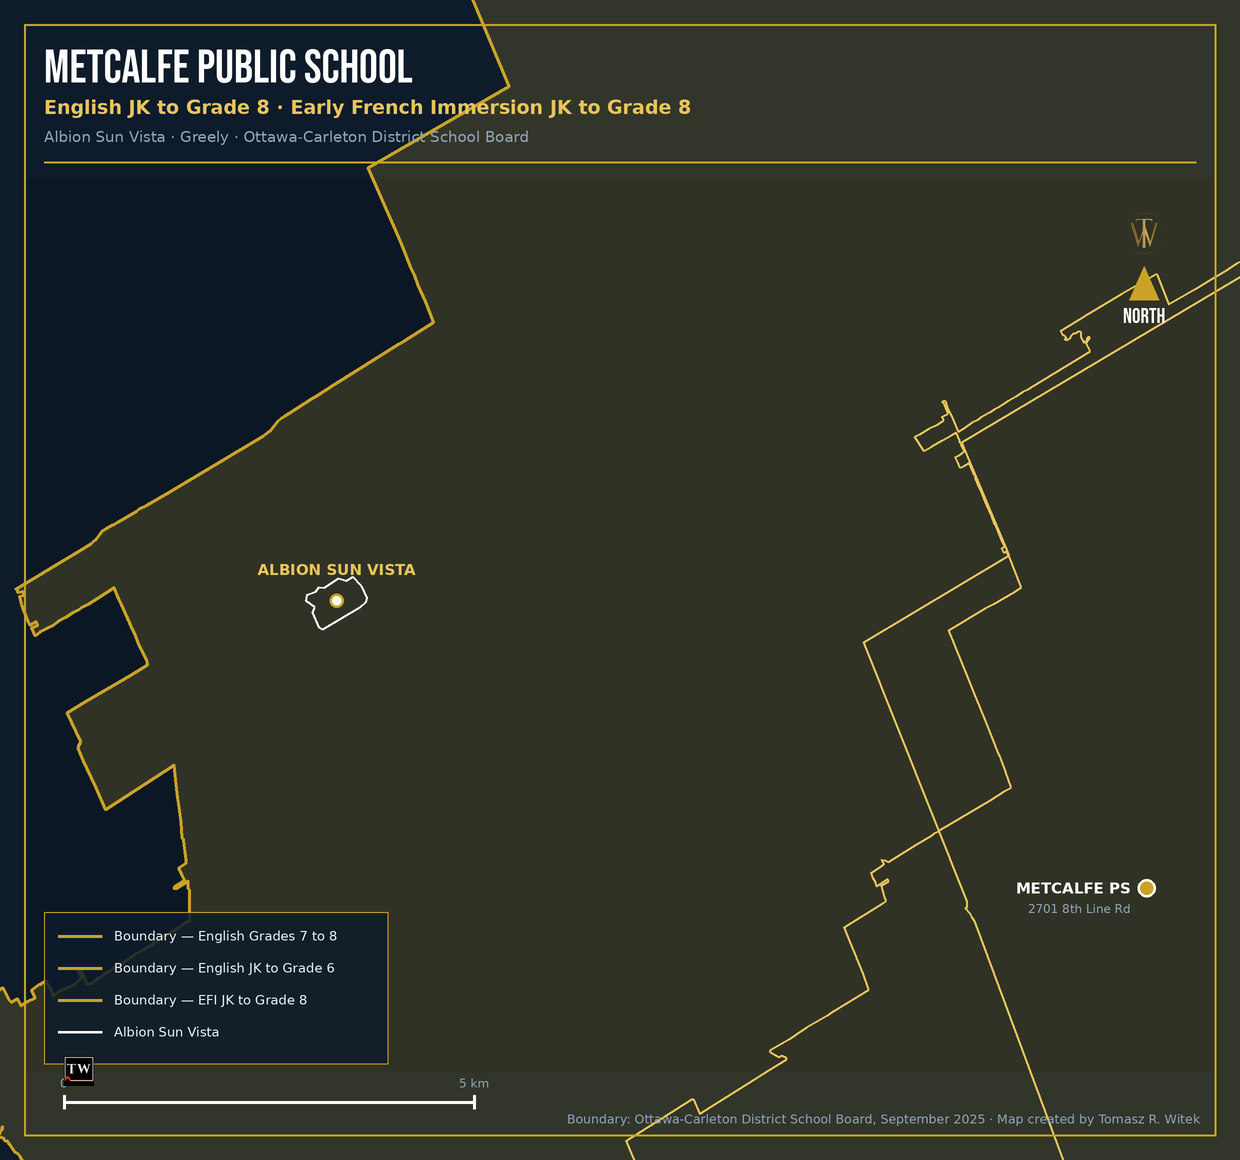 METCALFE PUBLIC SCHOOL
English JK to Grade 8 · Early French Immersion JK to Grade 8
Albion Sun Vista · Greely · Ottawa-Carleton District School Board
TW
NORTH
ALBION SUN VISTA
METCALFE PS
2701 8th Line Rd
Boundary — English Grades 7 to 8
Boundary — English JK to Grade 6
Boundary — EFI JK to Grade 8
Albion Sun Vista
TW
5 km
Boundary: Ottawa-Carleton District School Board, September 2025 · Map created by Tomasz R. Witek